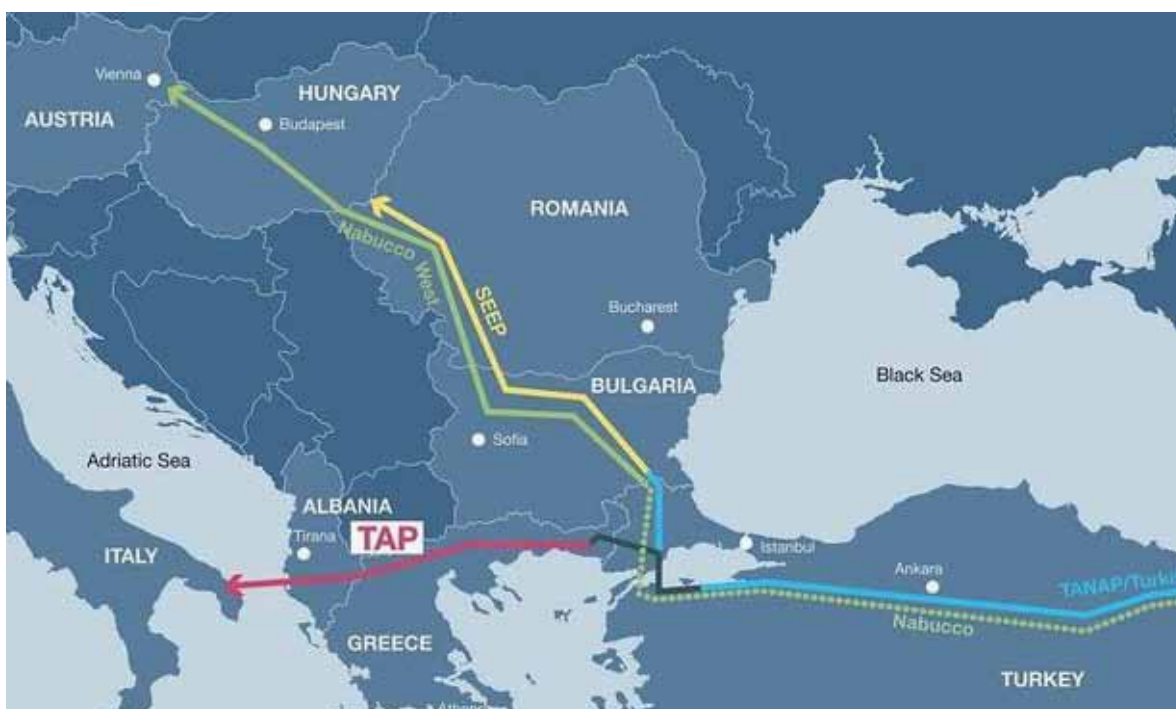 Vienna
AUSTRIA
HUNGARY
Budapest
ROMANIA
Nabucco West
SEEP
Bucharest
BULGARIA
Black Sea
Sofia
Adriatic Sea
ALBANIA
TAP
Tirana
ITALY
Istanbul
Ankara
TANAP/Turki
Nabucco
GREECE
TURKEY
Athens